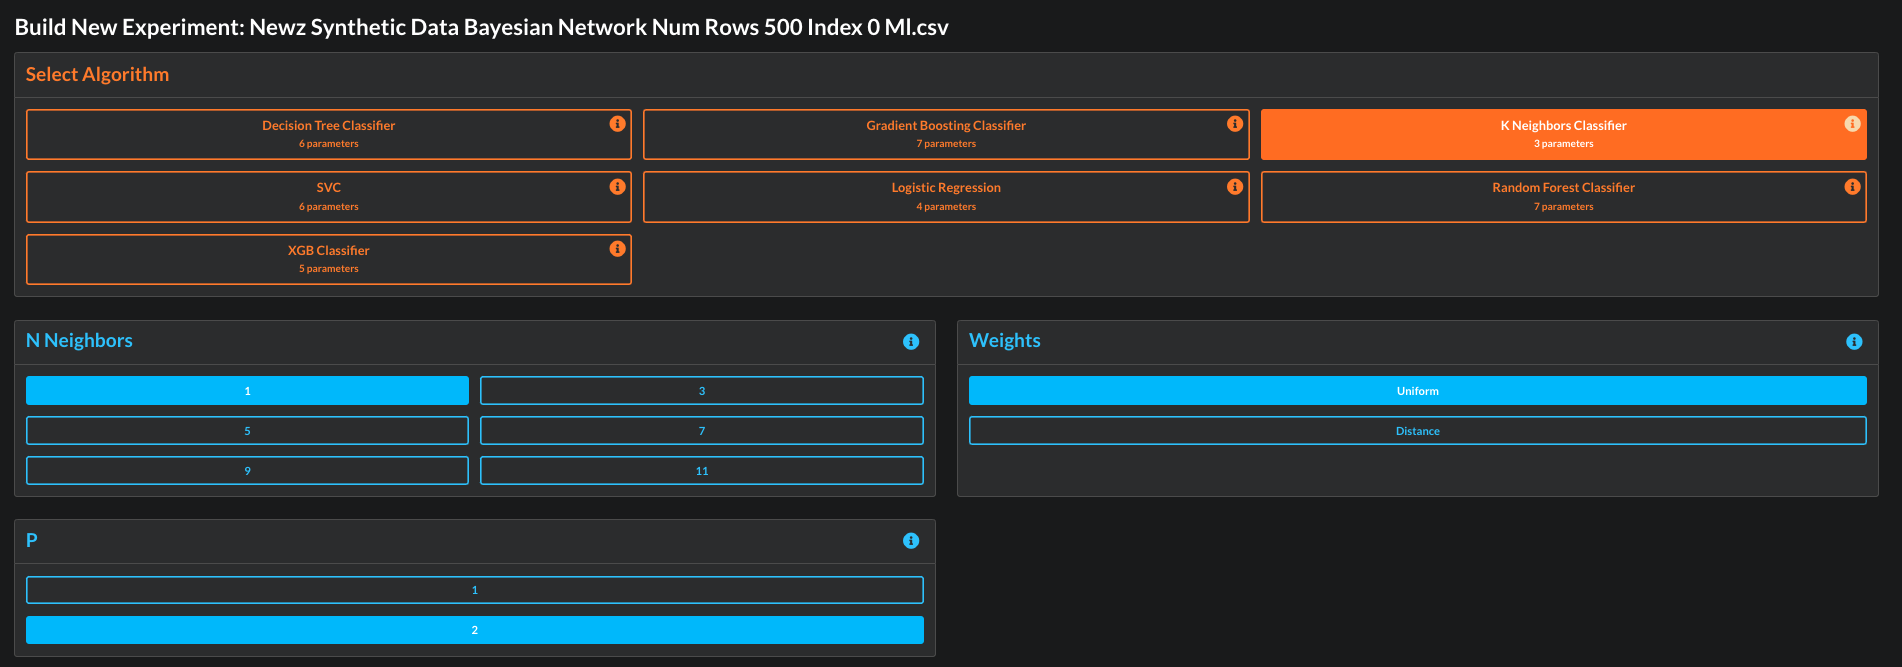 Build New Experiment: Newz Synthetic Data Bayesian Network Num Rows 500 Index 0 Ml.csv
Select Algorithm
Decision Tree Classifier
6 parameters
Gradient Boosting Classifier
7 parameters
K Neighbors Classifier
3 parameters
SVC
6 parameters
Logistic Regression
4 parameters
Random Forest Classifier
7 parameters
XGB Classifier
5 parameters
N Neighbors
1
3
5
7
9
11
Weights
Uniform
Distance
P
1
2